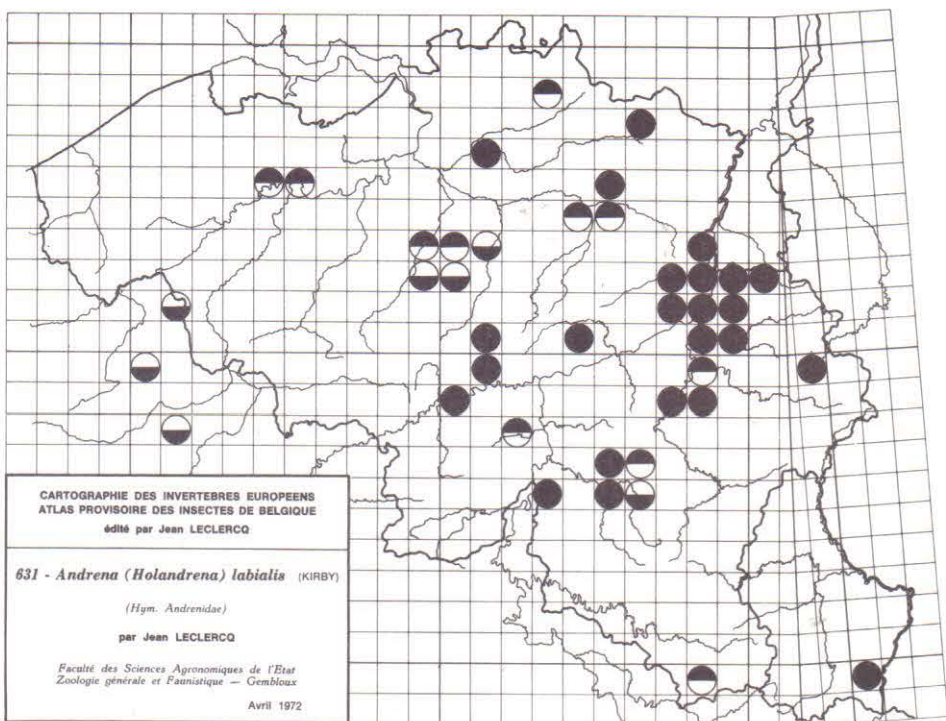 CARTOGRAPHIE DES INVERTEBRES EUROPEENS
ATLAS PROVISOIRE DES INSECTES DE BELGIQUE
édité par Jean LECLERCQ
631 - Andrena (Holandrena) labialis (KIRBY)
(Hym. Andrenidae)
par Jean LECLERCQ
Faculté des Sciences Agronomiques de l'Etat
Zoologie générale et Faunistique — Gembloux
Avril 1972